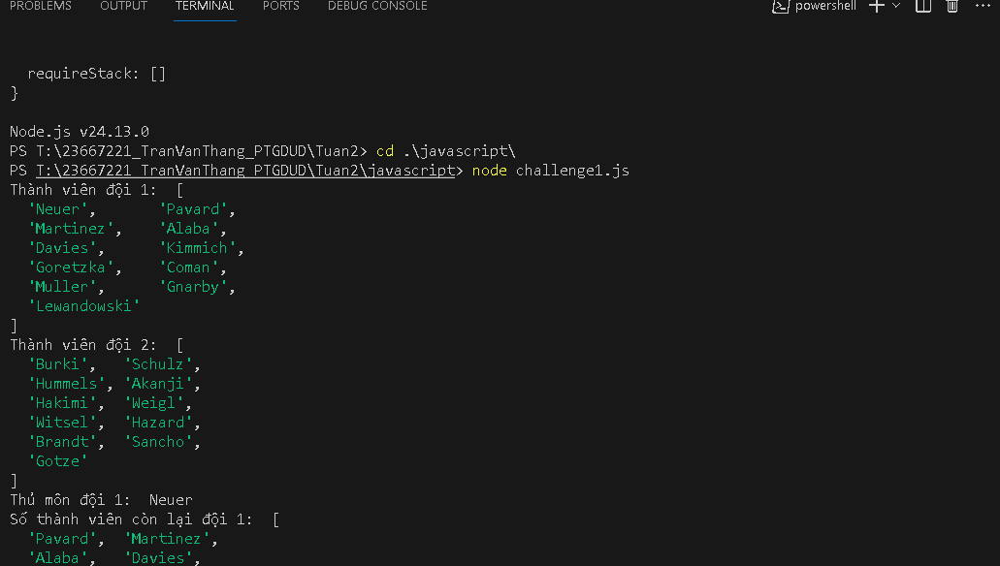 PROBLEMS OUTPUT TERMINAL PORTS DEBUG CONSOLE powershell
requireStack: []
}
Node.js v24.13.0
PS T:\23667221_TranVanThang_PTGDUD\Tuan2> cd .\javascript\
PS T:\23667221_TranVanThang_PTGDUD\Tuan2\javascript> node challenge1.js
Thành viên đội 1:  [
  'Neuer',       'Pavard',
  'Martinez',    'Alaba',
  'Davies',      'Kimmich',
  'Goretzka',    'Coman',
  'Muller',      'Gnarby',
  'Lewandowski'
]
Thành viên đội 2:  [
  'Burki',   'Schulz',
  'Hummels', 'Akanji',
  'Hakimi',  'Weigl',
  'Witsel',  'Hazard',
  'Brandt',  'Sancho',
  'Gotze'
]
Thủ môn đội 1:  Neuer
Số thành viên còn lại đội 1:  [
  'Pavard',  'Martinez',
  'Alaba',   'Davies',